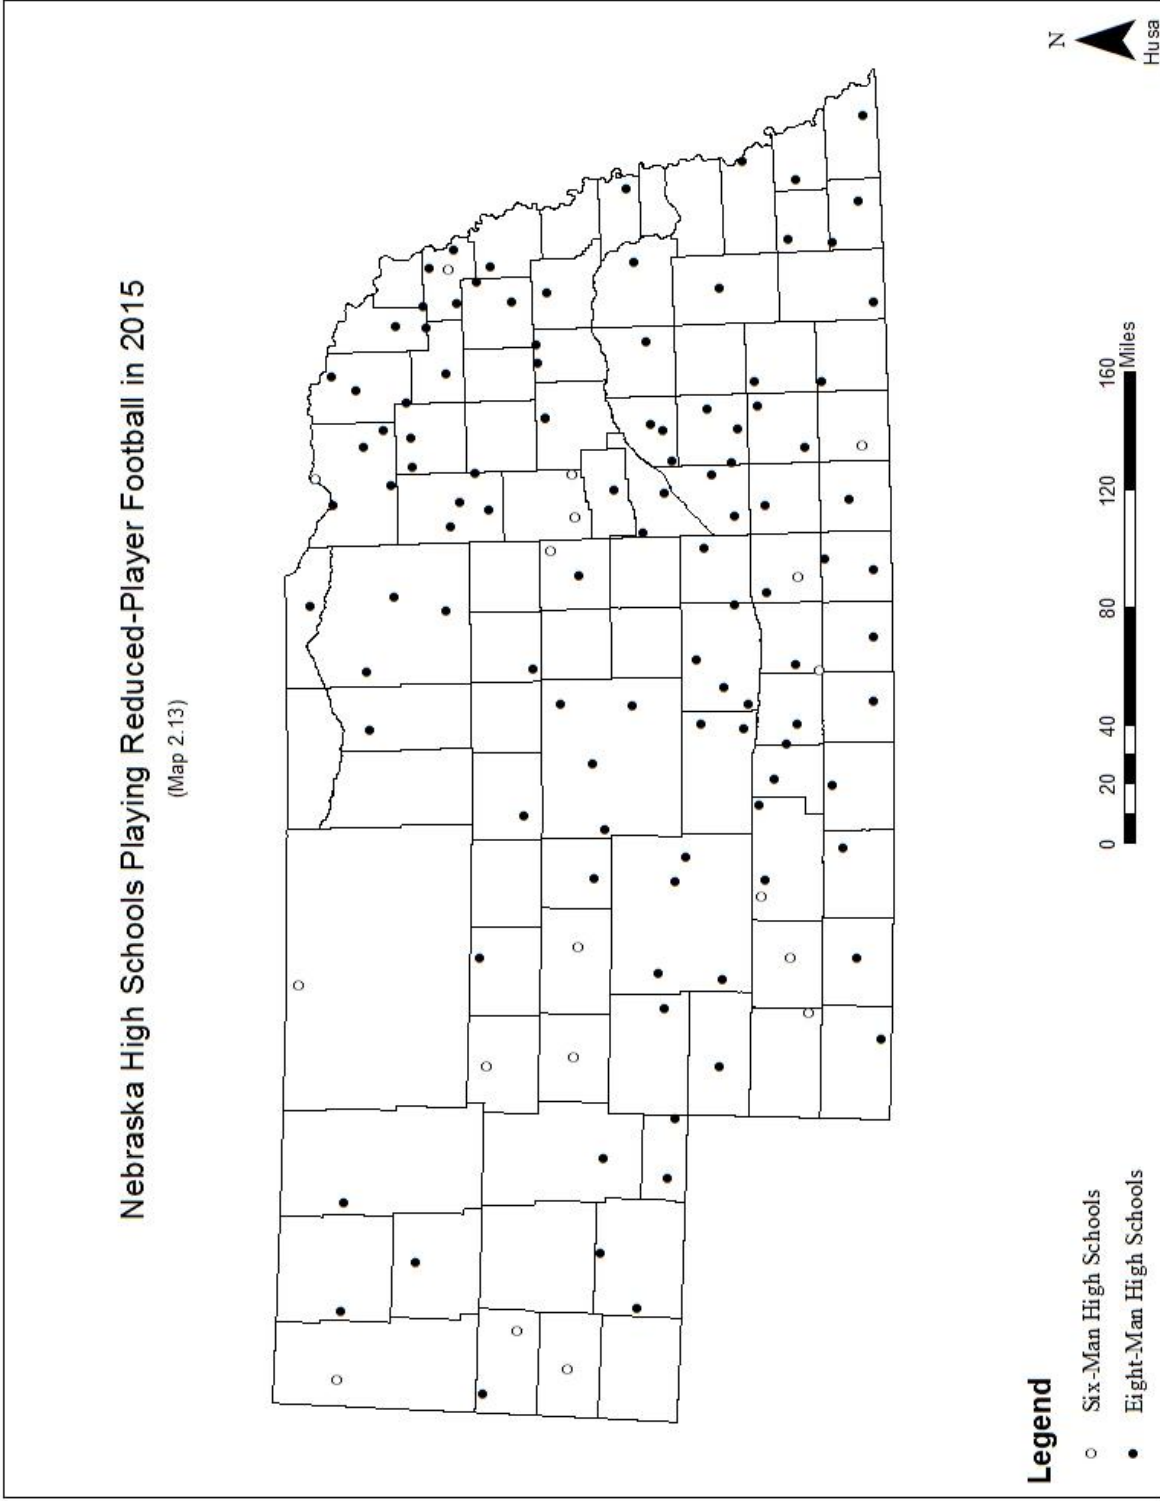 Nebraska High Schools Playing Reduced-Player Football in 2015
(Map 2.13)
Legend
Six-Man High Schools
Eight-Man High Schools
0 20 40 80 120 160
Miles
N
Husa